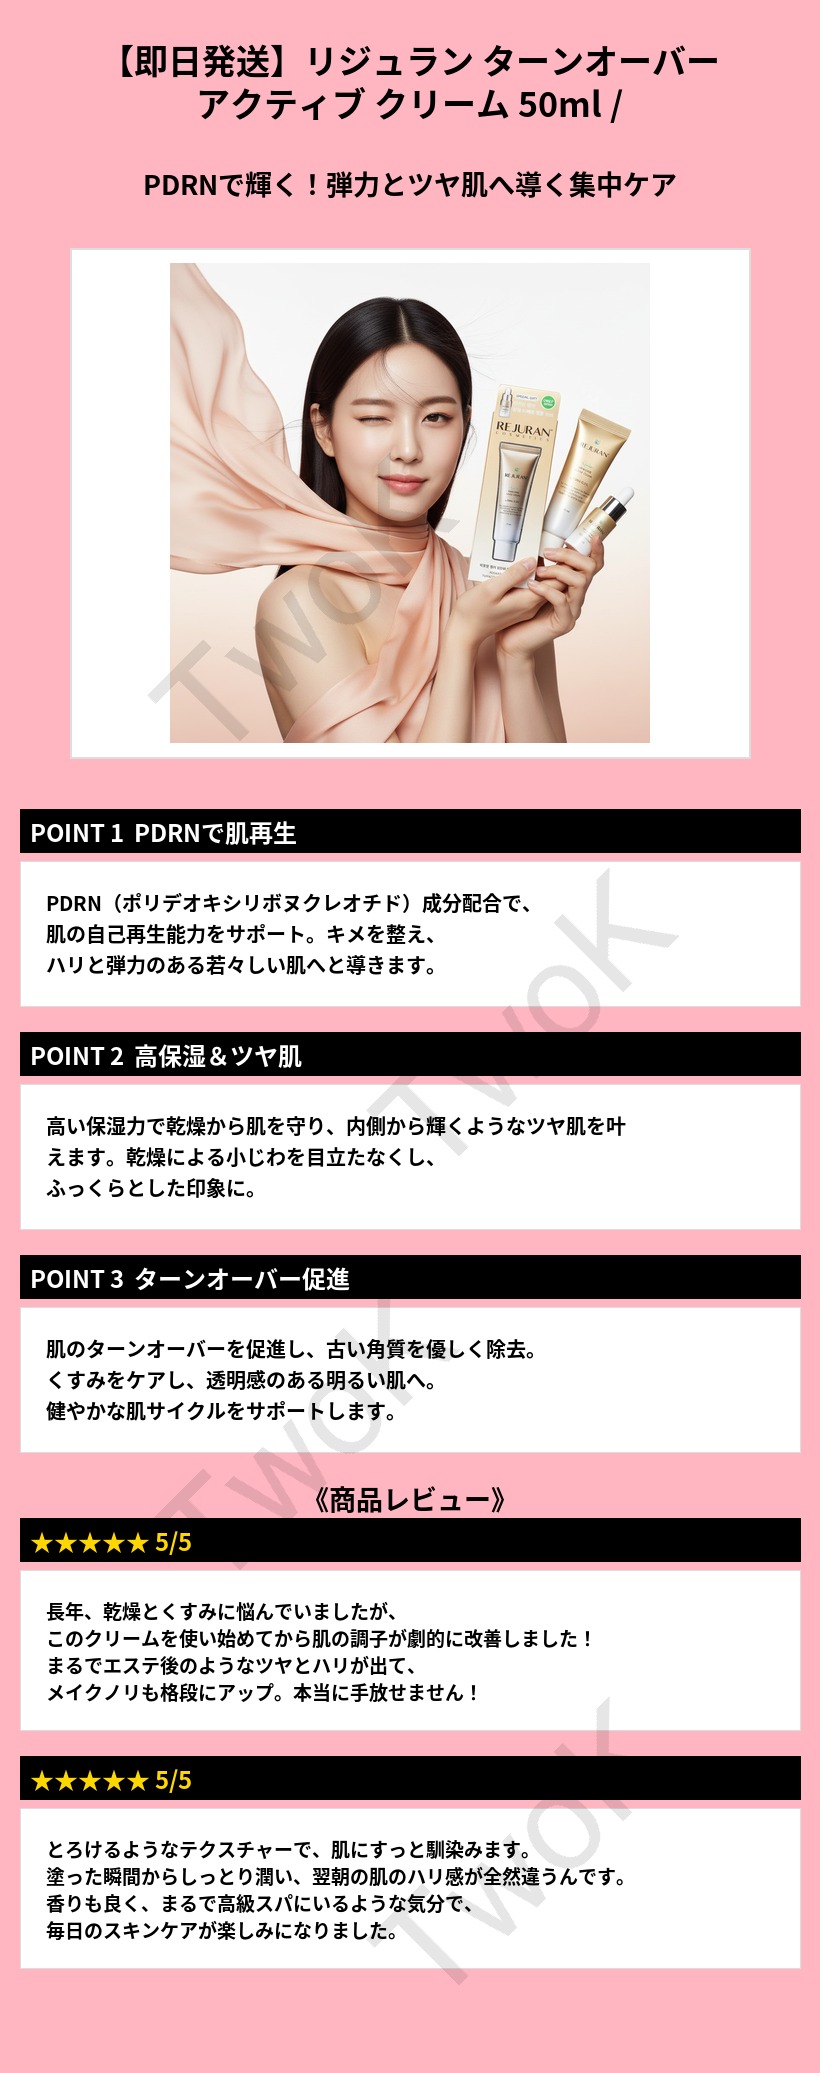 【即日発送】リジュラン ターンオーバー
アクティブ クリーム 50ml /
PDRNで輝く！弾力とツヤ肌へ導く集中ケア
REJURAN
COSMETICS
REJURAN
REJURAN
TwoK
POINT 1 PDRNで肌再生
PDRN（ポリデオキシリボヌクレオチド）成分配合で、
肌の自己再生能力をサポート。キメを整え、
ハリと弾力のある若々しい肌へと導きます。
TwoK
POINT 2 高保湿＆ツヤ肌
高い保湿力で乾燥から肌を守り、内側から輝くようなツヤ肌を叶
えます。乾燥による小じわを目立たなくし、
ふっくらとした印象に。
POINT 3 ターンオーバー促進
肌のターンオーバーを促進し、古い角質を優しく除去。
くすみをケアし、透明感のある明るい肌へ。
健やかな肌サイクルをサポートします。
TwoK
《商品レビュー》
★★★★★ 5/5
長年、乾燥とくすみに悩んでいましたが、
このクリームを使い始めてから肌の調子が劇的に改善しました！
まるでエステ後のようなツヤとハリが出て、
メイクノリも格段にアップ。本当に手放せません！
★★★★★ 5/5
とろけるようなテクスチャーで、肌にすっと馴染みます。
塗った瞬間からしっとり潤い、翌朝の肌のハリ感が全然違うんです。
香りも良く、まるで高級スパにいるような気分で、
毎日のスキンケアが楽しみになりました。
TwoK